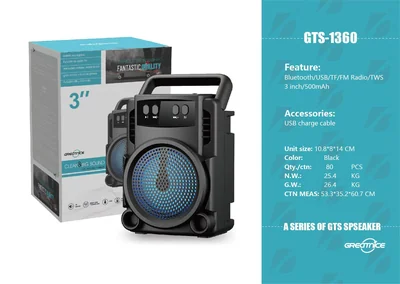 FANTASTIC QUALITY
3"
GREATNICE
GTS-1360
Feature:
Bluetooth/USB/TF/FM Radio/TWS
3 inch/500mAh
Accessories:
USB charge cable
Unit size: 10.8*8*14 CM
Color: Black
Qty./ctn: 80 PCS
N.W.: 25.4 KG
G.W.: 26.4 KG
CTN MEAS: 53.3*35.2*60.7 CM
A SERIES OF GTS SPSEAKER
GREATNICE